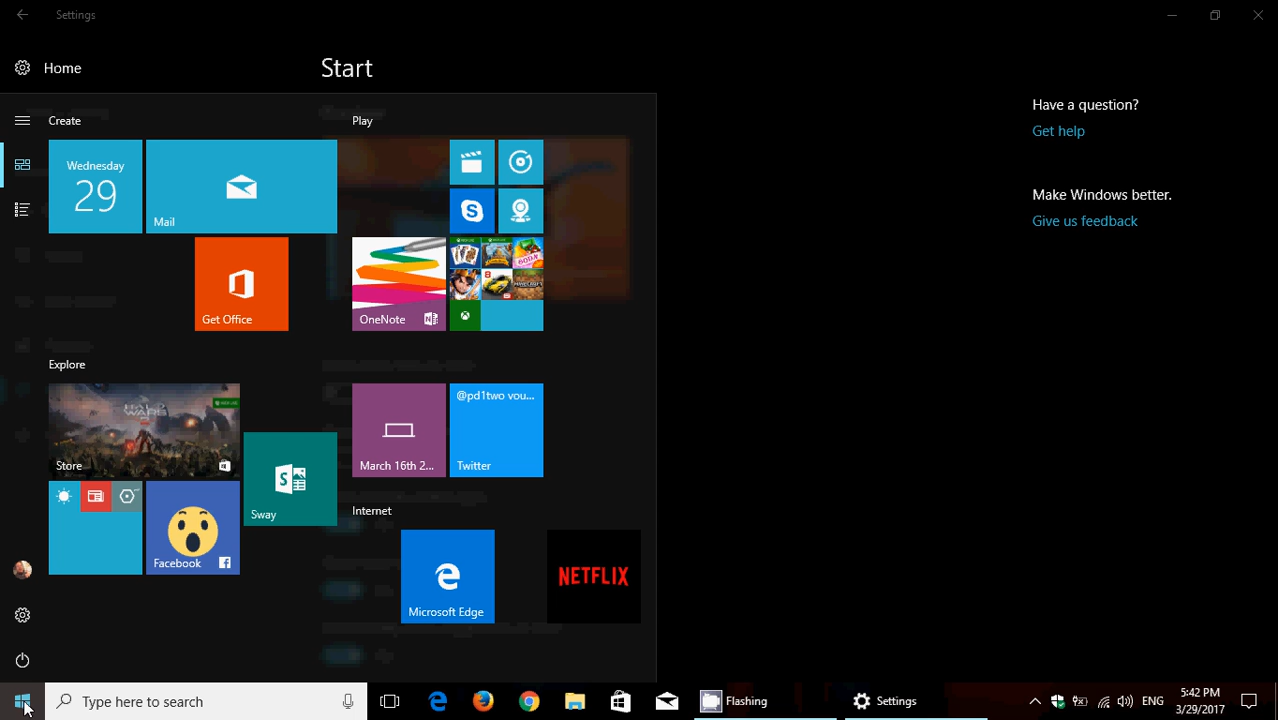 Settings
Home
Start
Have a question?
Get help
Make Windows better.
Give us feedback
Create
Wednesday
29
Mail
Get Office
Play
OneNote
Explore
Store
Sway
Facebook
March 16th 2...
@pd1two vou...
Twitter
Internet
Microsoft Edge
NETFLIX
Type here to search
Flashing
Settings
ENG
5:42 PM
3/29/2017